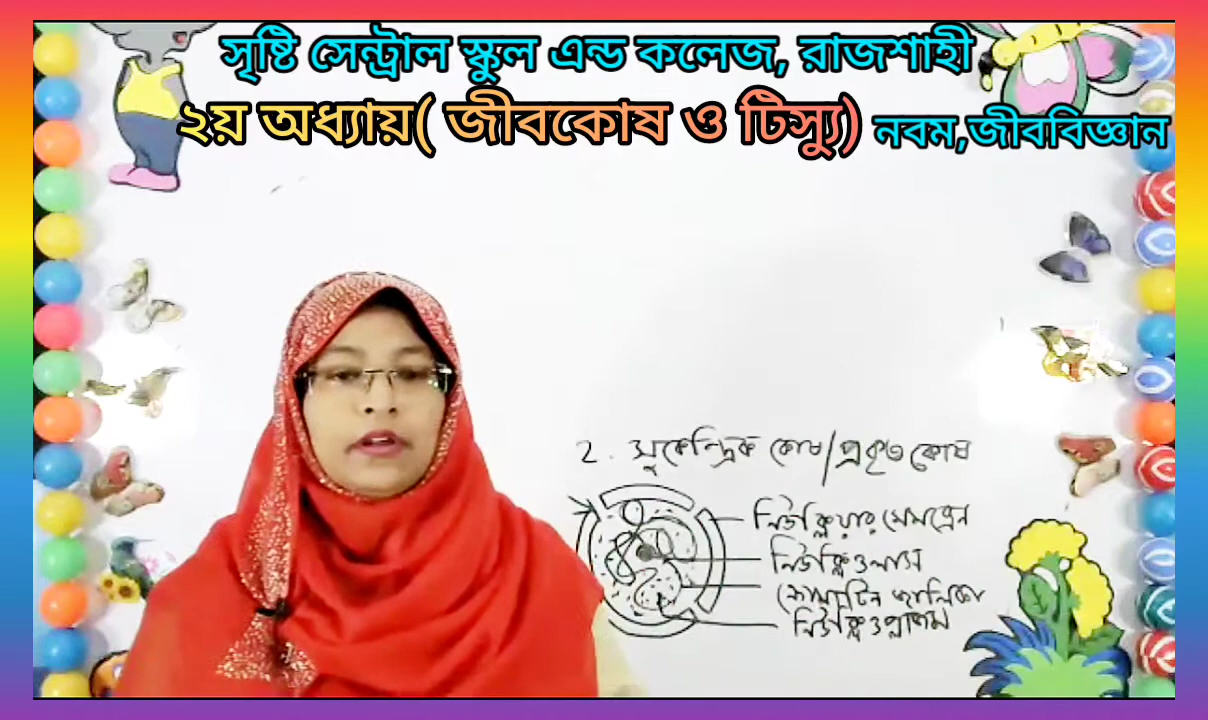 সৃষ্টি সেন্ট্রাল স্কুল এন্ড কলেজ, রাজশাহী
২য় অধ্যায়( জীবকোষ ও টিস্যু) নবম,জীববিজ্ঞান
2. সুকেন্দ্রিক কোষ/প্রকৃত কোষ
নিউক্লিয়ার মেমব্রেন
নিউক্লিওলাস
ক্রোমাটিন জালিকা
নিউক্লিওপ্লাজম